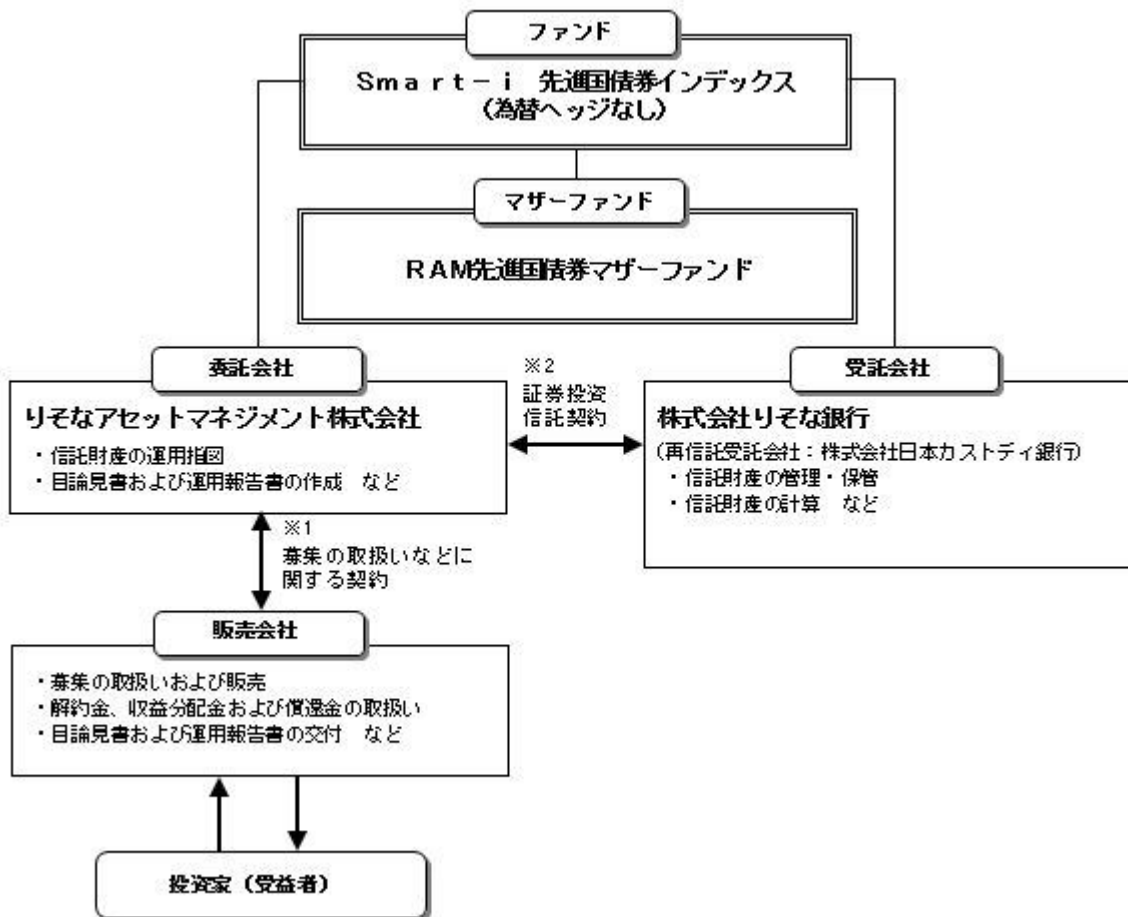 ファンド
Smart-i 先進国債券インデックス
(為替ヘッジなし)
マザーファンド
RAM先進国債券マザーファンド
委託会社
りそなアセットマネジメント株式会社
・信託財産の運用指図
・目論見書および運用報告書の作成 など
※2
証券投資
信託契約
受託会社
株式会社りそな銀行
(再信託受託会社:株式会社日本カストディ銀行)
・信託財産の管理・保管
・信託財産の計算 など
※1
募集の取扱いなどに
関する契約
販売会社
・募集の取扱いおよび販売
・解約金、収益分配金および償還金の取扱い
・目論見書および運用報告書の交付 など
投資家(受益者)